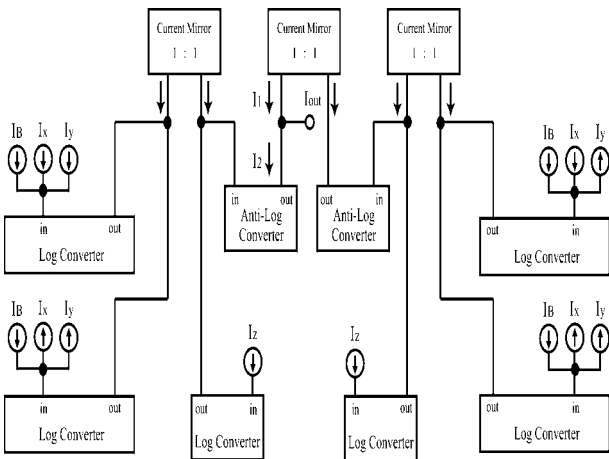 Current Mirror
1 : 1
Current Mirror
1 : 1
Current Mirror
1 : 1
I1
Iout
I2
IB Ix Iy
in
out
Log Converter
in
out
Anti-Log
Converter
out
in
Anti-Log
Converter
IB Ix Iy
out
in
Log Converter
IB Ix Iy
in
out
Log Converter
Iz
out
in
Log Converter
Iz
in
out
Log Converter
IB Ix Iy
out
in
Log Converter